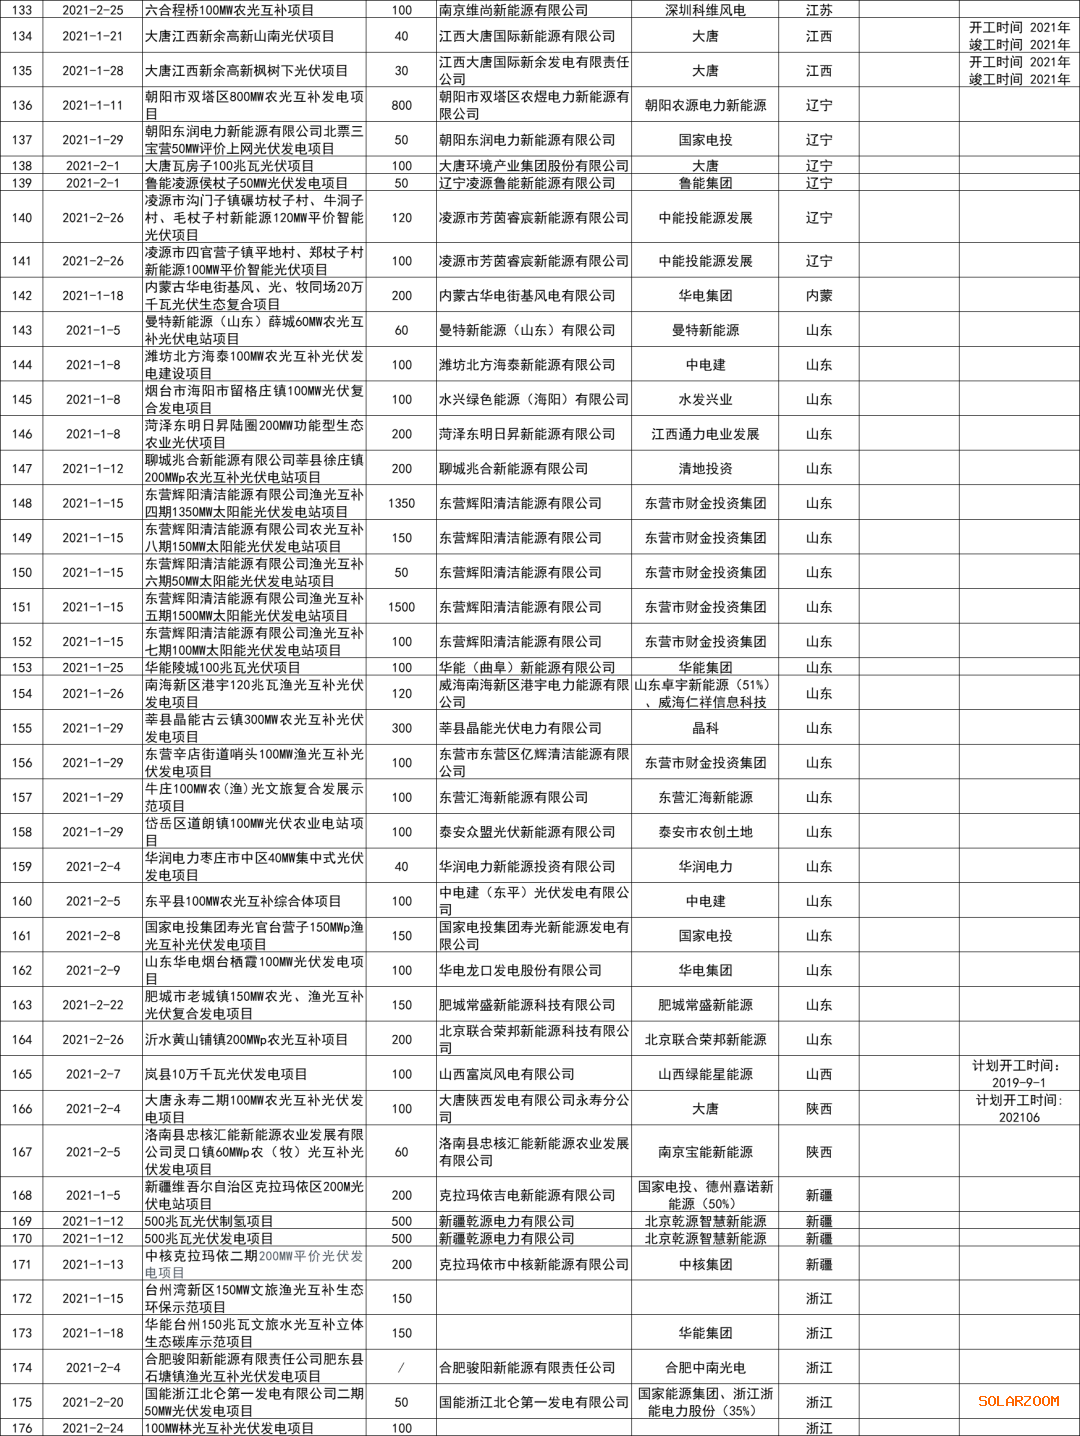 133 2021-2-25 六合程桥100MW农光互补项目 100 南京维尚新能源有限公司 深圳科维风电 江苏
134 2021-1-21 大唐江西新余高新山南光伏项目 40 江西大唐国际新能源有限公司 大唐 江西 开工时间 2021年
竣工时间 2021年
135 2021-1-28 大唐江西新余高新枫树下光伏项目 30 江西大唐国际新余发电有限责任
公司 大唐 江西 开工时间 2021年
竣工时间 2021年
136 2021-1-11 朝阳市双塔区800MW农光互补发电项
目 800 朝阳市双塔区农煜电力新能源有
限公司 朝阳农源电力新能源 辽宁
137 2021-1-29 朝阳东润电力新能源有限公司北票三
宝营50MW评价上网光伏发电项目 50 朝阳东润电力新能源有限公司 国家电投 辽宁
138 2021-2-1 大唐瓦房子100兆瓦光伏项目 100 大唐环境产业集团股份有限公司 大唐 辽宁
139 2021-2-1 鲁能凌源侯杖子50MW光伏发电项目 50 辽宁凌源鲁能新能源有限公司 鲁能集团 辽宁
140 2021-2-26 凌源市沟门子镇碾坊杖子村、牛洞子
村、毛杖子村新能源120MW平价智能
光伏项目 120 凌源市芳茵睿宸新能源有限公司 中能投能源发展 辽宁
141 2021-2-26 凌源市四官营子镇平地村、郑杖子村
新能源100MW平价智能光伏项目 100 凌源市芳茵睿宸新能源有限公司 中能投能源发展 辽宁
142 2021-1-18 内蒙古华电街基风、光、牧同场20万
千瓦光伏生态复合项目 200 内蒙古华电街基风电有限公司 华电集团 内蒙
143 2021-1-5 曼特新能源（山东）薛城60MW农光互
补光伏电站项目 60 曼特新能源（山东）有限公司 曼特新能源 山东
144 2021-1-8 潍坊北方海泰100MW农光互补光伏发
电建设项目 100 潍坊北方海泰新能源有限公司 中电建 山东
145 2021-1-8 烟台市海阳市留格庄镇100MW光伏复
合发电项目 100 水兴绿色能源（海阳）有限公司 水发兴业 山东
146 2021-1-8 菏泽东明日昇陆圈200MW功能型生态
农业光伏项目 200 菏泽东明日昇新能源有限公司 江西通力电业发展 山东
147 2021-1-12 聊城兆合新能源有限公司莘县徐庄镇
200MWp农光互补光伏电站项目 200 聊城兆合新能源有限公司 清地投资 山东
148 2021-1-15 东营辉阳清洁能源有限公司渔光互补
四期1350MW太阳能光伏发电站项目 1350 东营辉阳清洁能源有限公司 东营市财金投资集团 山东
149 2021-1-15 东营辉阳清洁能源有限公司农光互补
八期150MW太阳能光伏发电站项目 150 东营辉阳清洁能源有限公司 东营市财金投资集团 山东
150 2021-1-15 东营辉阳清洁能源有限公司渔光互补
六期50MW太阳能光伏发电站项目 50 东营辉阳清洁能源有限公司 东营市财金投资集团 山东
151 2021-1-15 东营辉阳清洁能源有限公司渔光互补
五期1500MW太阳能光伏发电站项目 1500 东营辉阳清洁能源有限公司 东营市财金投资集团 山东
152 2021-1-15 东营辉阳清洁能源有限公司渔光互补
七期100MW太阳能光伏发电站项目 100 东营辉阳清洁能源有限公司 东营市财金投资集团 山东
153 2021-1-25 华能陵城100兆瓦光伏项目 100 华能（曲阜）新能源有限公司 华能集团 山东
154 2021-1-26 南海新区港宇120兆瓦渔光互补光伏
发电项目 120 威海南海新区港宇电力能源有限
公司 山东卓宇新能源（51%）
、威海仁祥信息科技 山东
155 2021-1-29 莘县晶能古云镇300MW农光互补光伏
发电项目 300 莘县晶能光伏电力有限公司 晶科 山东
156 2021-1-29 东营辛店街道哨头100MW渔光互补光
伏发电项目 100 东营市东营区亿辉清洁能源有限
公司 东营市财金投资集团 山东
157 2021-1-29 牛庄100MW农(渔)光文旅复合发展示
范项目 100 东营汇海新能源有限公司 东营汇海新能源 山东
158 2021-1-29 岱岳区道朗镇100MW光伏农业电站项
目 100 泰安众盟光伏新能源有限公司 泰安市农创土地 山东
159 2021-2-4 华润电力枣庄市中区40MW集中式光伏
发电项目 40 华润电力新能源投资有限公司 华润电力 山东
160 2021-2-5 东平县100MW农光互补综合体项目 100 中电建（东平）光伏发电有限公
司 中电建 山东
161 2021-2-8 国家电投集团寿光官台营子150MWp渔
光互补光伏发电项目 150 国家电投集团寿光新能源发电有
限公司 国家电投 山东
162 2021-2-9 山东华电烟台栖霞100MW光伏发电项
目 100 华电龙口发电股份有限公司 华电集团 山东
163 2021-2-22 肥城市老城镇150MW农光、渔光互补
光伏复合发电项目 150 肥城常盛新能源科技有限公司 肥城常盛新能源 山东
164 2021-2-26 沂水黄山铺镇200MWp农光互补项目 200 北京联合荣邦新能源科技有限公
司 北京联合荣邦新能源 山东
165 2021-2-7 岚县10万千瓦光伏发电项目 100 山西富岚风电有限公司 山西绿能星能源 山西 计划开工时间：
2019-9-1
166 2021-2-4 大唐永寿二期100MW农光互补光伏发
电项目 100 大唐陕西发电有限公司永寿分公
司 大唐 陕西 计划开工时间:
202106
167 2021-2-5 洛南县忠核汇能新能源农业发展有限
公司灵口镇60MWp农（牧）光互补光
伏发电项目 60 洛南县忠核汇能新能源农业发展
有限公司 南京宝能新能源 陕西
168 2021-1-5 新疆维吾尔自治区克拉玛依区200M光
伏电站项目 200 克拉玛依吉电新能源有限公司 国家电投、德州嘉诺新
能源（50%） 新疆
169 2021-1-12 500兆瓦光伏制氢项目 500 新疆乾源电力有限公司 北京乾源智慧新能源 新疆
170 2021-1-12 500兆瓦光伏发电项目 500 新疆乾源电力有限公司 北京乾源智慧新能源 新疆
171 2021-1-13 中核克拉玛依二期200MW平价光伏发
电项目 200 克拉玛依市中核新能源有限公司 中核集团 新疆
172 2021-1-15 台州湾新区150MW文旅渔光互补生态
环保示范项目 150 浙江
173 2021-1-18 华能台州150兆瓦文旅水光互补立体
生态碳库示范项目 150 华能集团 浙江
174 2021-2-4 合肥骏阳新能源有限责任公司肥东县
石塘镇渔光互补光伏发电项目 / 合肥骏阳新能源有限责任公司 合肥中南光电 浙江
175 2021-2-20 国能浙江北仑第一发电有限公司二期
50MW光伏发电项目 50 国能浙江北仑第一发电有限公司 国家能源集团、浙江浙
能电力股份（35%） 浙江 SOLARZOOM
176 2021-2-24 100MW林光互补光伏发电项目 100 浙江